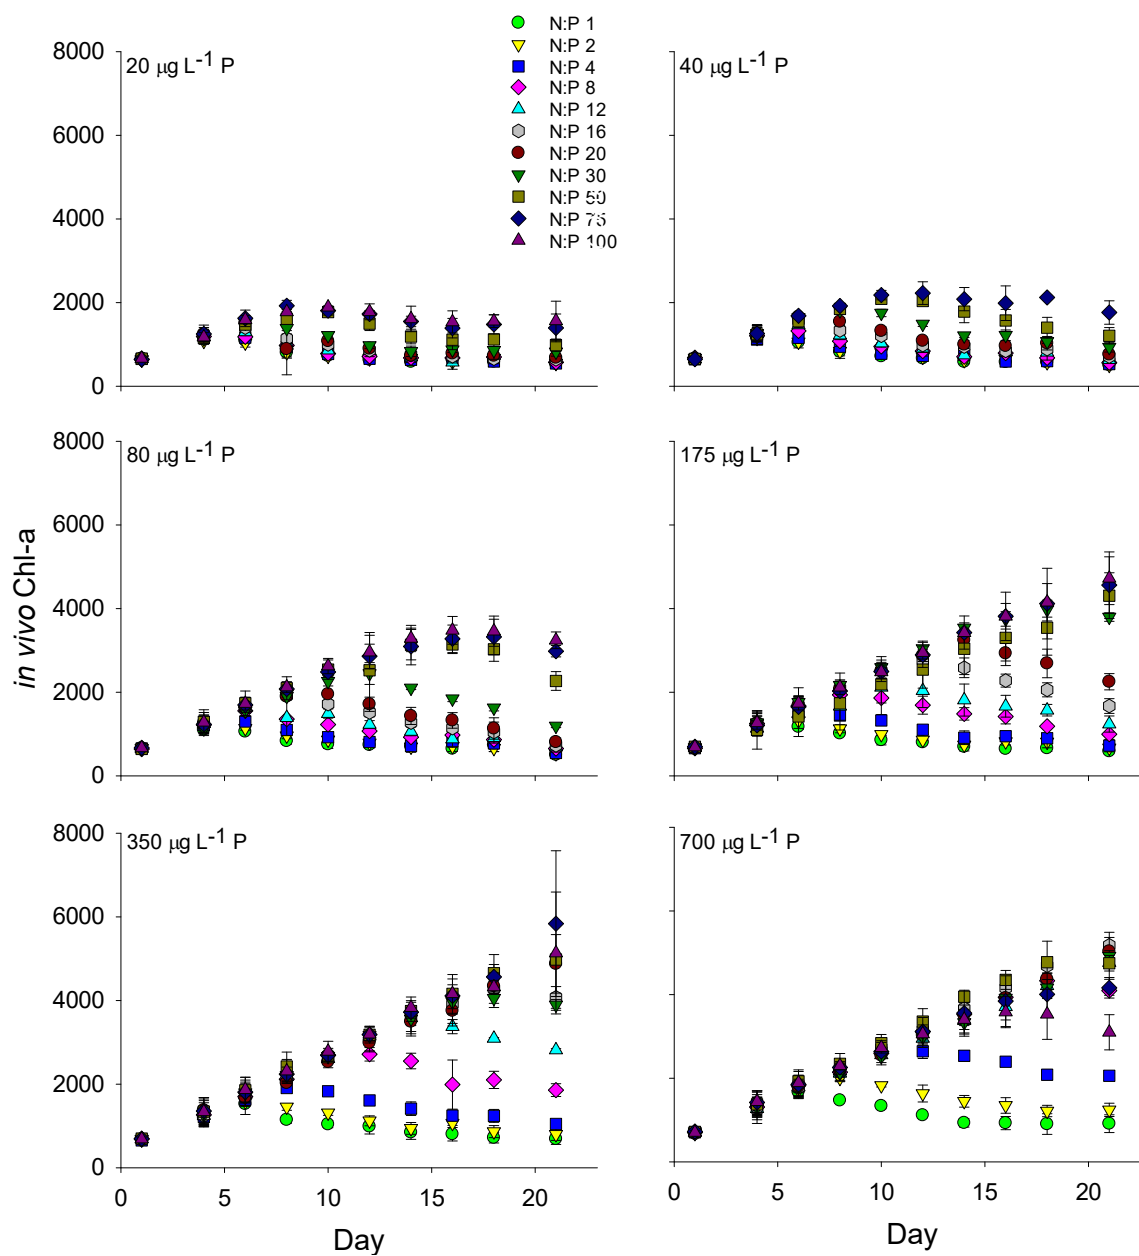 N:P 1
N:P 2
N:P 4
N:P 8
N:P 12
N:P 16
N:P 20
N:P 30
N:P 50
N:P 75
N:P 100
20 µg L-1 P
40 µg L-1 P
8000
6000
4000
2000
0
80 µg L-1 P
175 µg L-1 P
8000
6000
4000
2000
0
in vivo Chl-a
350 µg L-1 P
700 µg L-1 P
8000
6000
4000
2000
0
0 5 10 15 20
0 5 10 15 20
Day
Day